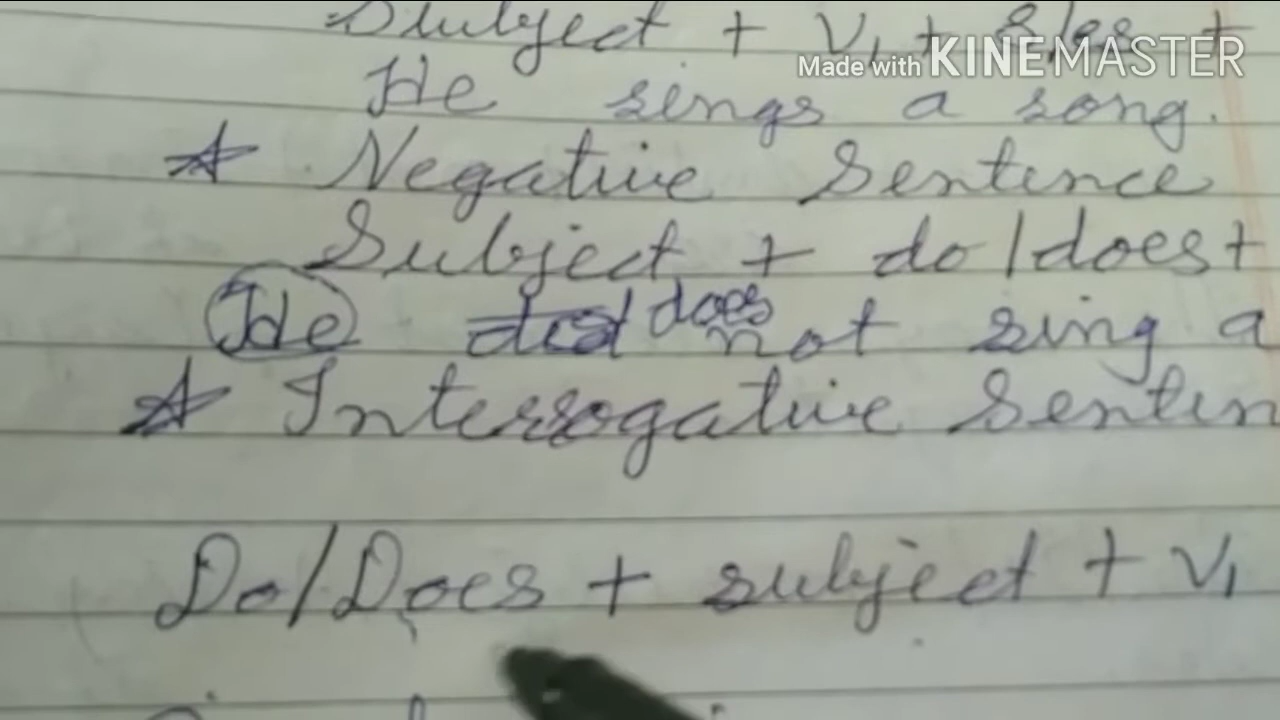 Subject + V1 + s/es +
Made with KINEMASTER
He sings a song.
☆ Negative Sentence
Subject + do/does +
He did/does not sing a
☆ Interrogative Senten
Do/Does + subject + V1